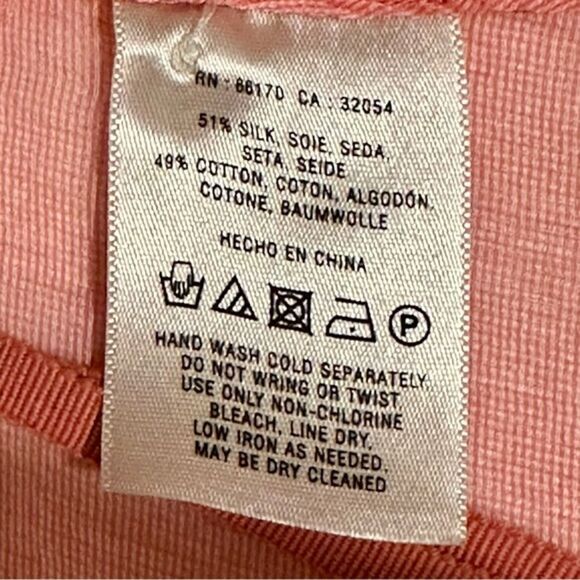 RN : 66170 CA : 32054
51% SILK, SOIE, SEDA,
SETA, SEIDE
49% COTTON, COTON, ALGODÓN,
COTONE, BAUMWOLLE
HECHO EN CHINA
P
HAND WASH COLD SEPARATELY.
DO NOT WRING OR TWIST
USE ONLY NON-CHLORINE
BLEACH, LINE DRY,
LOW IRON AS NEEDED.
MAY BE DRY CLEANED